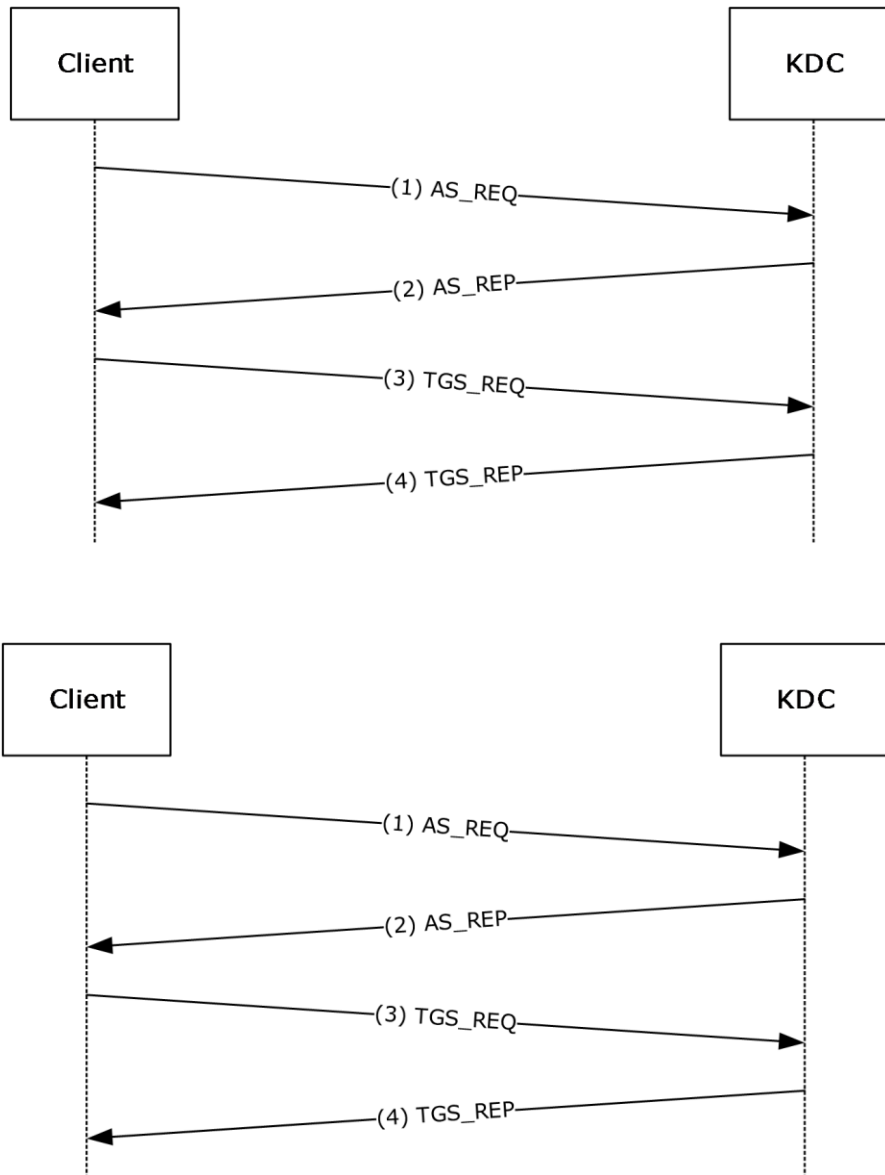 Client
KDC
(1) AS_REQ
(2) AS_REP
(3) TGS_REQ
(4) TGS_REP
Client
KDC
(1) AS_REQ
(2) AS_REP
(3) TGS_REQ
(4) TGS_REP